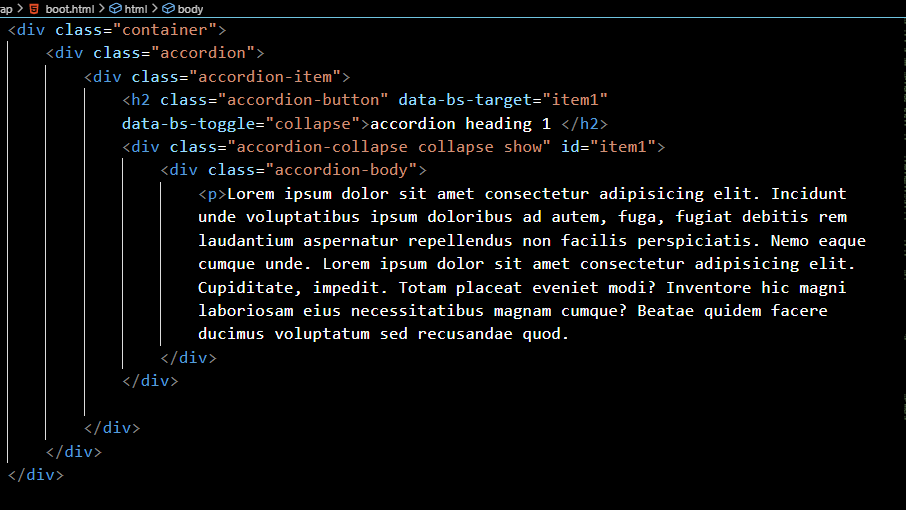 ap > boot.html > html > body
<div class="container">
<div class="accordion">
<div class="accordion-item">
<h2 class="accordion-button" data-bs-target="item1"
data-bs-toggle="collapse">accordion heading 1 </h2>
<div class="accordion-collapse collapse show" id="item1">
<div class="accordion-body">
<p>Lorem ipsum dolor sit amet consectetur adipisicing elit. Incidunt
unde voluptatibus ipsum doloribus ad autem, fuga, fugiat debitis rem
laudantium aspernatur repellendus non facilis perspiciatis. Nemo eaque
cumque unde. Lorem ipsum dolor sit amet consectetur adipisicing elit.
Cupiditate, impedit. Totam placeat eveniet modi? Inventore hic magni
laboriosam eius necessitatibus magnam cumque? Beatae quidem facere
ducimus voluptatum sed recusandae quod.
</div>
</div>
</div>
</div>
</div>